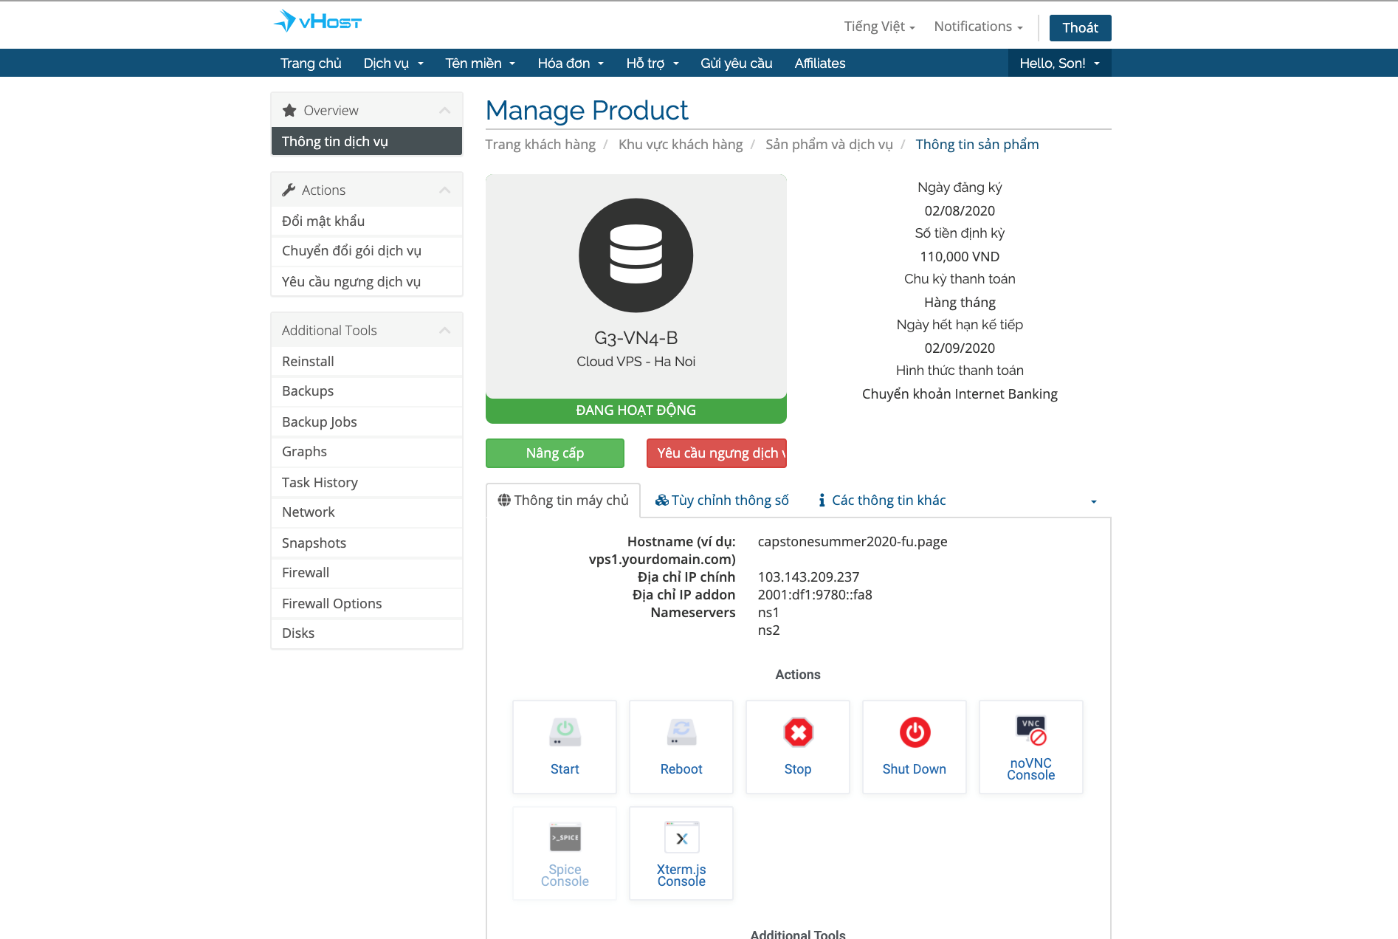 vHost
Tiếng Việt
Notifications
Thoát
Trang chủ
Dịch vụ
Tên miền
Hóa đơn
Hỗ trợ
Gửi yêu cầu
Affiliates
Hello, Son!
Overview
Thông tin dịch vụ
Actions
Đổi mật khẩu
Chuyển đổi gói dịch vụ
Yêu cầu ngưng dịch vụ
Additional Tools
Reinstall
Backups
Backup Jobs
Graphs
Task History
Network
Snapshots
Firewall
Firewall Options
Disks
Manage Product
Trang khách hàng / Khu vực khách hàng / Sản phẩm và dịch vụ / Thông tin sản phẩm
G3-VN4-B
Cloud VPS - Ha Noi
ĐANG HOẠT ĐỘNG
Nâng cấp
Yêu cầu ngưng dịch v
Ngày đăng ký
02/08/2020
Số tiền định kỳ
110,000 VND
Chu kỳ thanh toán
Hàng tháng
Ngày hết hạn kế tiếp
02/09/2020
Hình thức thanh toán
Chuyển khoản Internet Banking
Thông tin máy chủ
Tùy chỉnh thông số
Các thông tin khác
Hostname (ví dụ: capstonesummer2020-fu.page
vps1.yourdomain.com)
Địa chỉ IP chính 103.143.209.237
Địa chỉ IP addon 2001:df1:9780::fa8
Nameservers ns1
ns2
Actions
Start
Reboot
Stop
Shut Down
VNC
noVNC
Console
>_SPICE
Spice
Console
X
Xterm.js
Console
Additional Tools